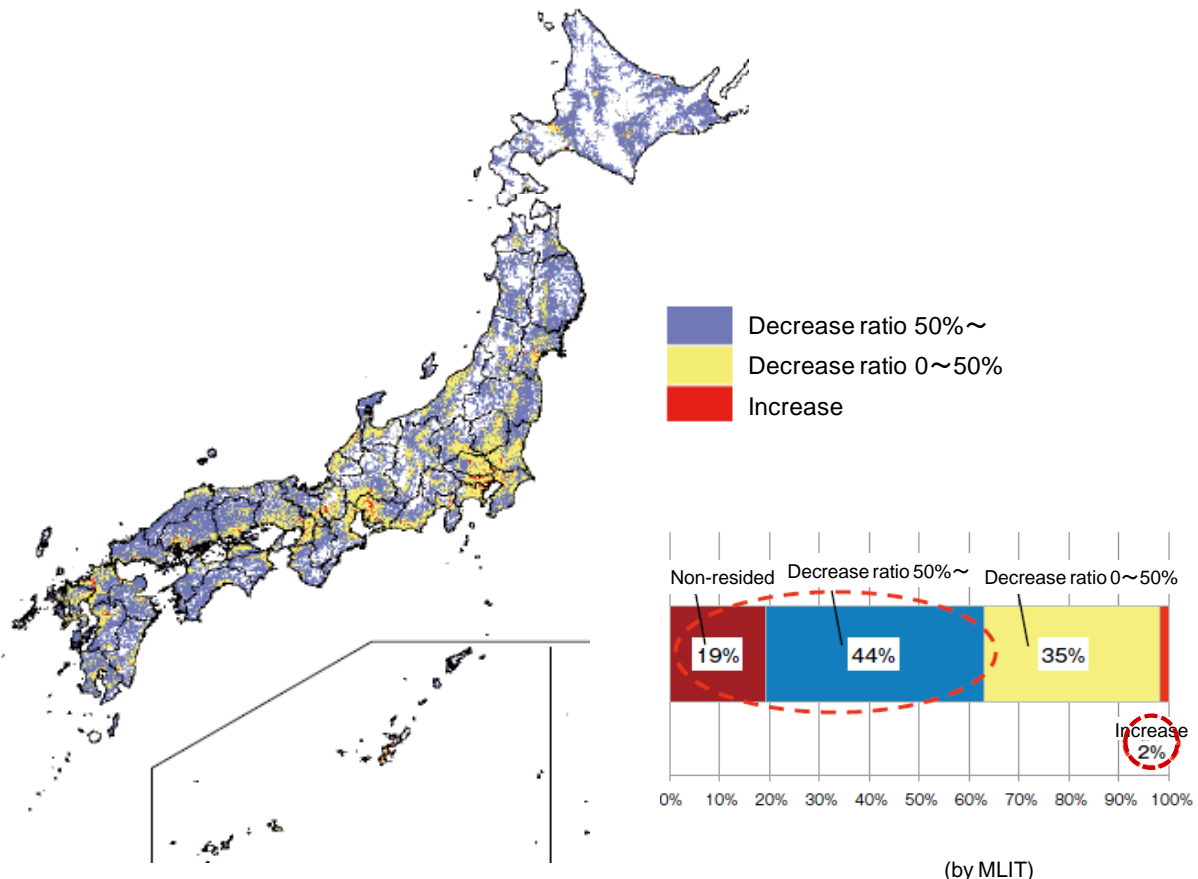 Decrease ratio 50%～
Decrease ratio 0～50%
Increase
Non-resided
Decrease ratio 50%～
Decrease ratio 0～50%
19%
44%
35%
Increase
2%
0% 10% 20% 30% 40% 50% 60% 70% 80% 90% 100%
(by MLIT)